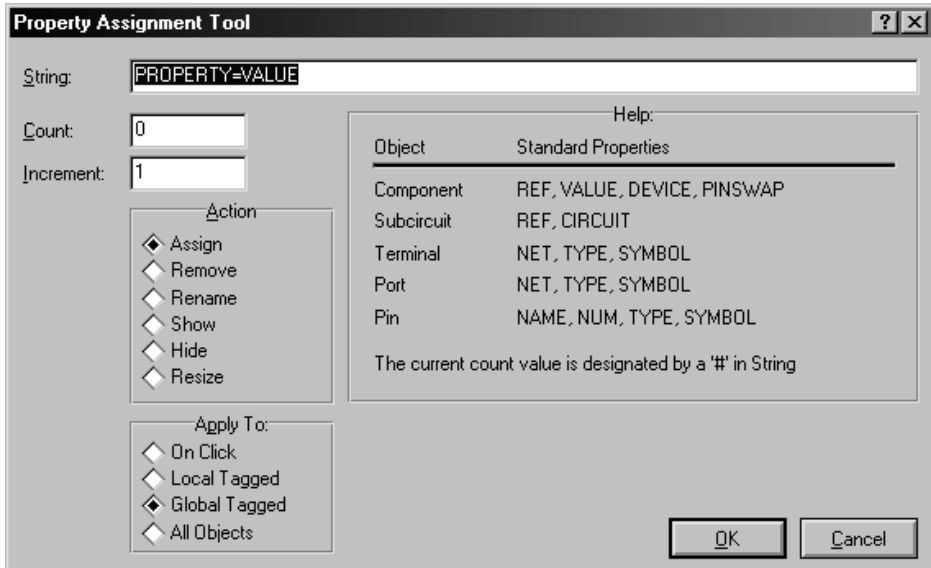 Property Assignment Tool
? ×
String: PROPERTY=VALUE
Count: 0
Increment: 1
Action
Assign
Remove
Rename
Show
Hide
Resize
Apply To:
On Click
Local Tagged
Global Tagged
All Objects
Help:
Object Standard Properties
Component REF, VALUE, DEVICE, PINSWAP
Subcircuit REF, CIRCUIT
Terminal NET, TYPE, SYMBOL
Port NET, TYPE, SYMBOL
Pin NAME, NUM, TYPE, SYMBOL
The current count value is designated by a '#' in String
OK Cancel